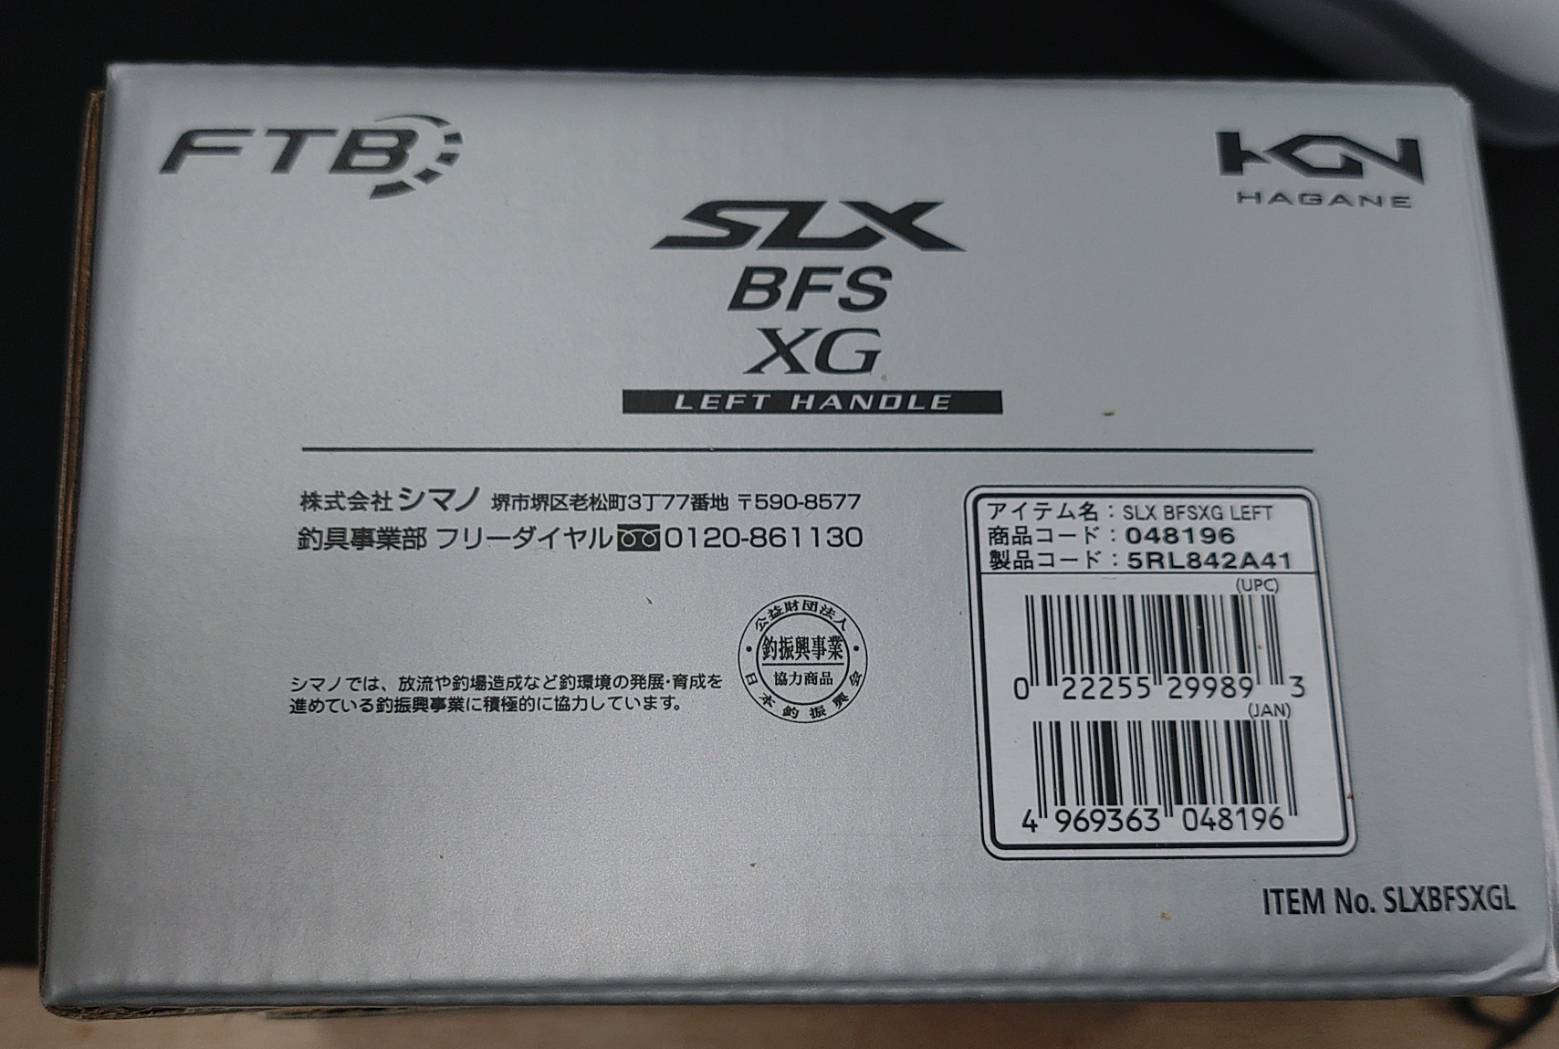 FTB
KGN
HAGANE
SLX
BFS
XG
LEFT HANDLE
株式会社シマノ 堺市堺区老松町3丁77番地 〒590-8577
釣具事業部 フリーダイヤル 0120-861130
シマノでは、放流や釣場造成など釣環境の発展・育成を
進めている釣振興事業に積極的に協力しています。
公益財団法人
釣振興事業
協力商品
日本釣振興会
アイテム名：SLX BFSXG LEFT
商品コード：048196
製品コード：5RL842A41
(UPC)
0 22255 29989 3
(JAN)
4 969363 048196
ITEM No. SLXBFSXGL